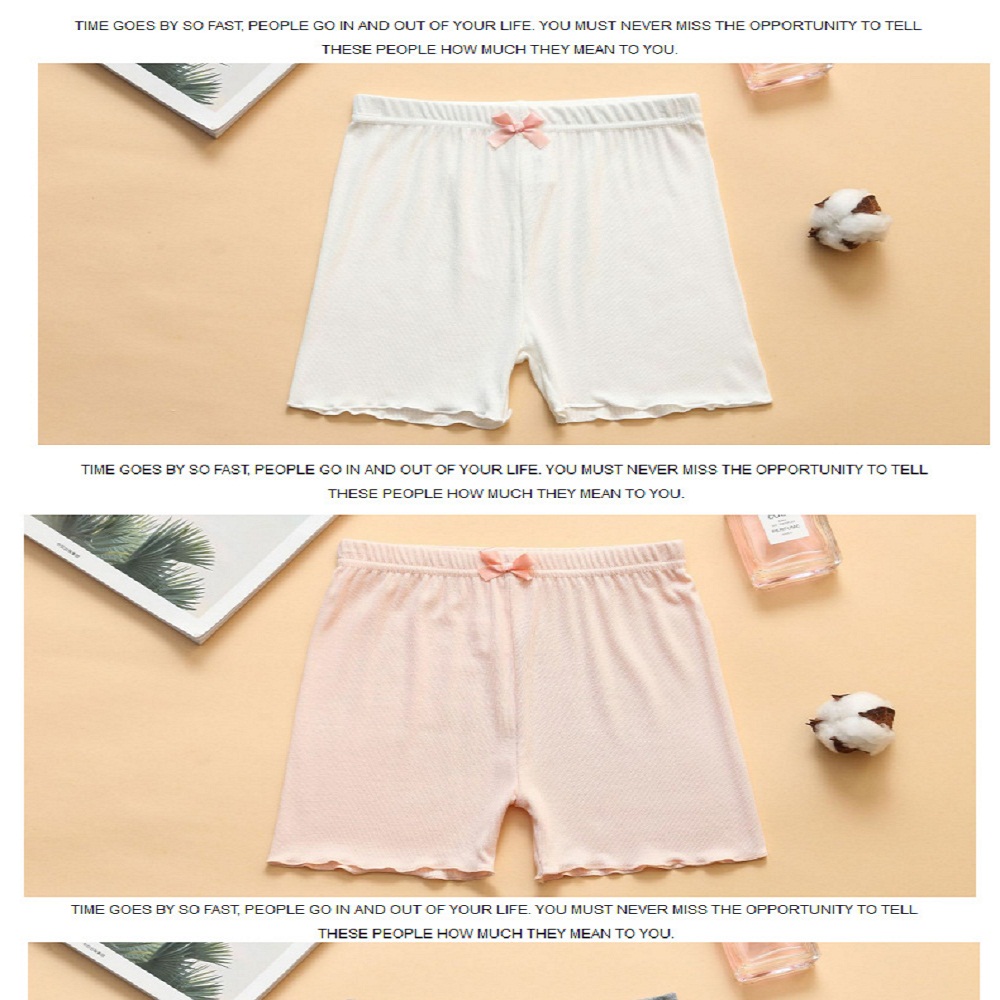 TIME GOES BY SO FAST, PEOPLE GO IN AND OUT OF YOUR LIFE. YOU MUST NEVER MISS THE OPPORTUNITY TO TELL
THESE PEOPLE HOW MUCH THEY MEAN TO YOU.
TIME GOES BY SO FAST, PEOPLE GO IN AND OUT OF YOUR LIFE. YOU MUST NEVER MISS THE OPPORTUNITY TO TELL
THESE PEOPLE HOW MUCH THEY MEAN TO YOU.
PERFUME
TIME GOES BY SO FAST, PEOPLE GO IN AND OUT OF YOUR LIFE. YOU MUST NEVER MISS THE OPPORTUNITY TO TELL
THESE PEOPLE HOW MUCH THEY MEAN TO YOU.